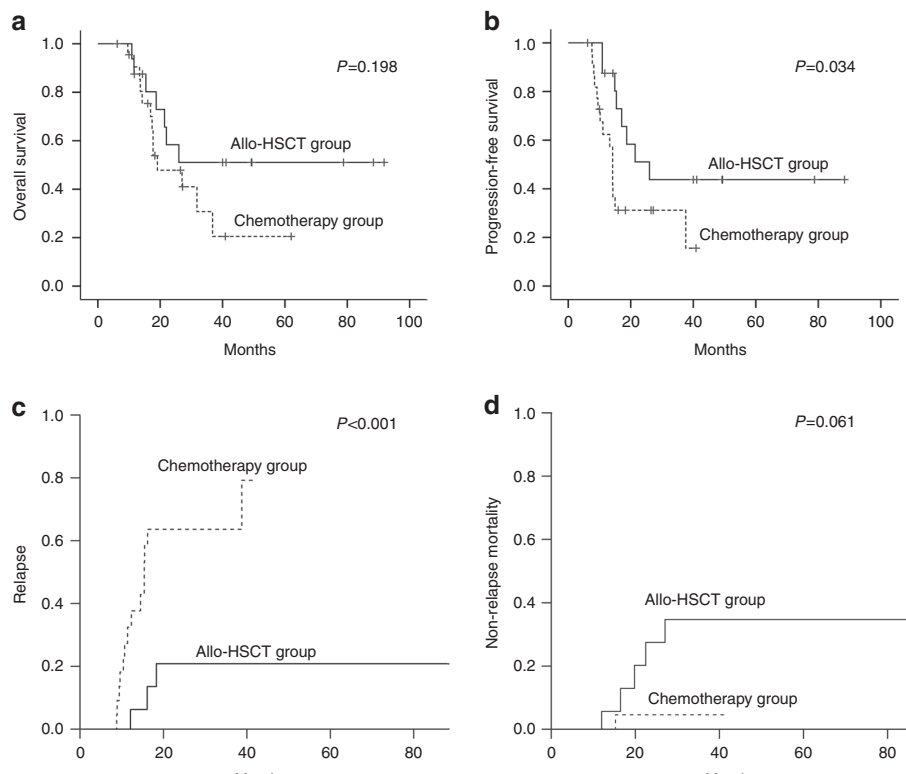 a
1.0
0.8
0.6
0.4
0.2
0.0
Overall survival
P=0.198
Allo-HSCT group
Chemotherapy group
0 20 40 60 80 100
Months
b
1.0
0.8
0.6
0.4
0.2
0.0
Progression-free survival
P=0.034
Allo-HSCT group
Chemotherapy group
0 20 40 60 80 100
Months
c
1.0
0.8
0.6
0.4
0.2
0.0
Relapse
P<0.001
Chemotherapy group
Allo-HSCT group
0 20 40 60 80
d
1.0
0.8
0.6
0.4
0.2
0.0
Non-relapse mortality
P=0.061
Allo-HSCT group
Chemotherapy group
0 20 40 60 80